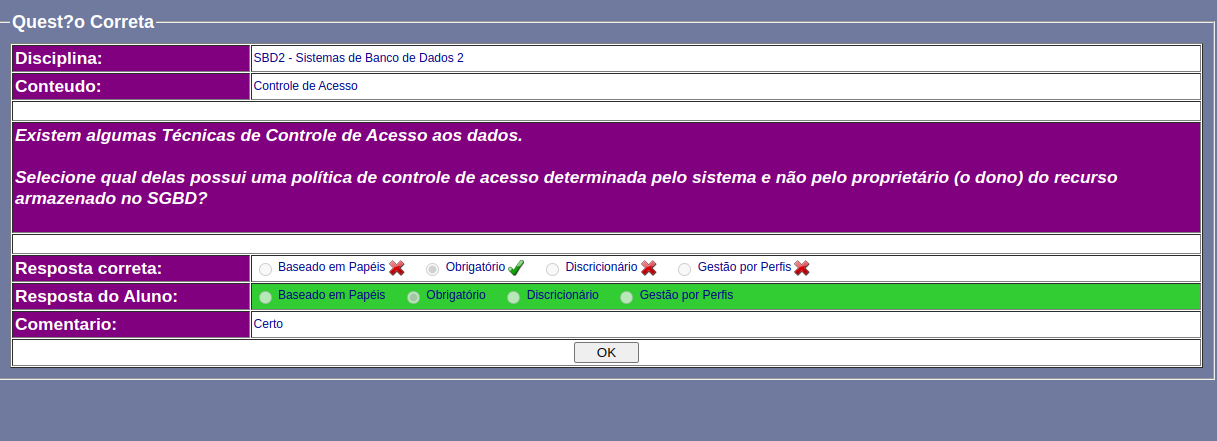 Quest?o Correta
Disciplina: SBD2 - Sistemas de Banco de Dados 2
Conteudo: Controle de Acesso
Existem algumas Técnicas de Controle de Acesso aos dados.
Selecione qual delas possui uma política de controle de acesso determinada pelo sistema e não pelo proprietário (o dono) do recurso
armazenado no SGBD?
Resposta correta: Baseado em Papéis Obrigatório Discricionário Gestão por Perfis
Resposta do Aluno: Baseado em Papéis Obrigatório Discricionário Gestão por Perfis
Comentario: Certo
OK